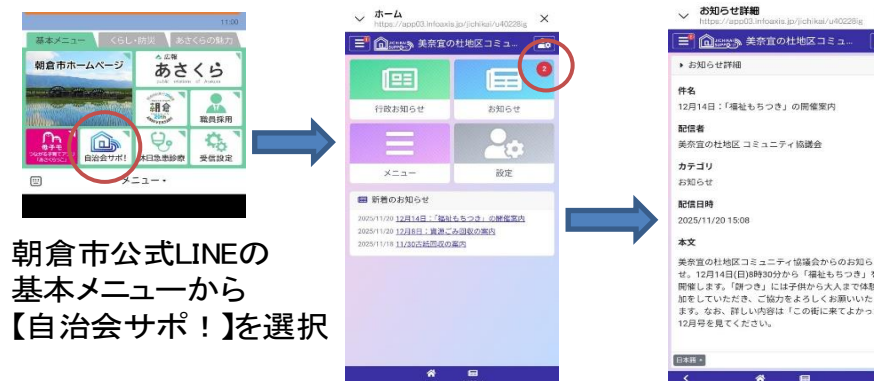 11:00
基本メニュー くらし・防災 あさくらの魅力
朝倉市ホームページ
広報
あさくら
朝倉
職員採用
母子モ
自治会サポ!
休日急患診療
受信設定
メニュー・
朝倉市公式LINEの
基本メニューから
【自治会サポ!】を選択
ホーム
https://app03.infoaxis.jp/jichikai/u40228ig
美奈宜の杜地区コミュ...
2
行政お知らせ
お知らせ
メニュー
設定
新着のお知らせ
2025/11/20 12月14日:「福祉もちつき」の開催案内
2025/11/20 12月8日:資源ごみ回収の案内
2025/11/18 11/30古紙回収の案内
お知らせ詳細
https://app03.infoaxis.jp/jichikai/u40228ig
美奈宜の杜地区コミュ...
お知らせ詳細
件名
12月14日:「福祉もちつき」の開催案内
配信者
美奈宜の杜地区 コミュニティ協議会
カテゴリ
お知らせ
配信日時
2025/11/20 15:08
本文
美奈宜の杜地区コミュニティ協議会からのお知ら
せ。12月14日(日)8時30分から「福祉もちつき」を
開催します。「餅つき」には子供から大人まで体験
加をしていただき、ご協力をよろしくお願いいた
ます。なお、詳しい内容は「この街に来てよかっ
12月号を見てください。
日本語